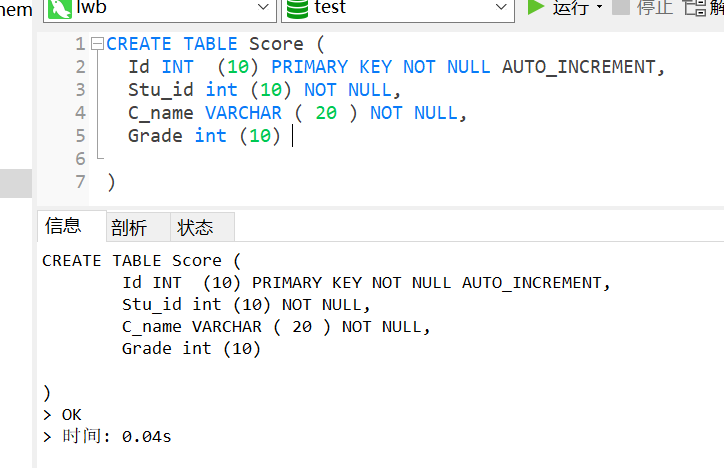 hem
lwb
test
运行
停止
解
1 CREATE TABLE Score (
2 Id INT  (10) PRIMARY KEY NOT NULL AUTO_INCREMENT,
3 Stu_id int (10) NOT NULL,
4 C_name VARCHAR ( 20 ) NOT NULL,
5 Grade int (10)
6
7 )
信息 剖析 状态
CREATE TABLE Score (
Id INT  (10) PRIMARY KEY NOT NULL AUTO_INCREMENT,
Stu_id int (10) NOT NULL,
C_name VARCHAR ( 20 ) NOT NULL,
Grade int (10)
)
> OK
> 时间: 0.04s